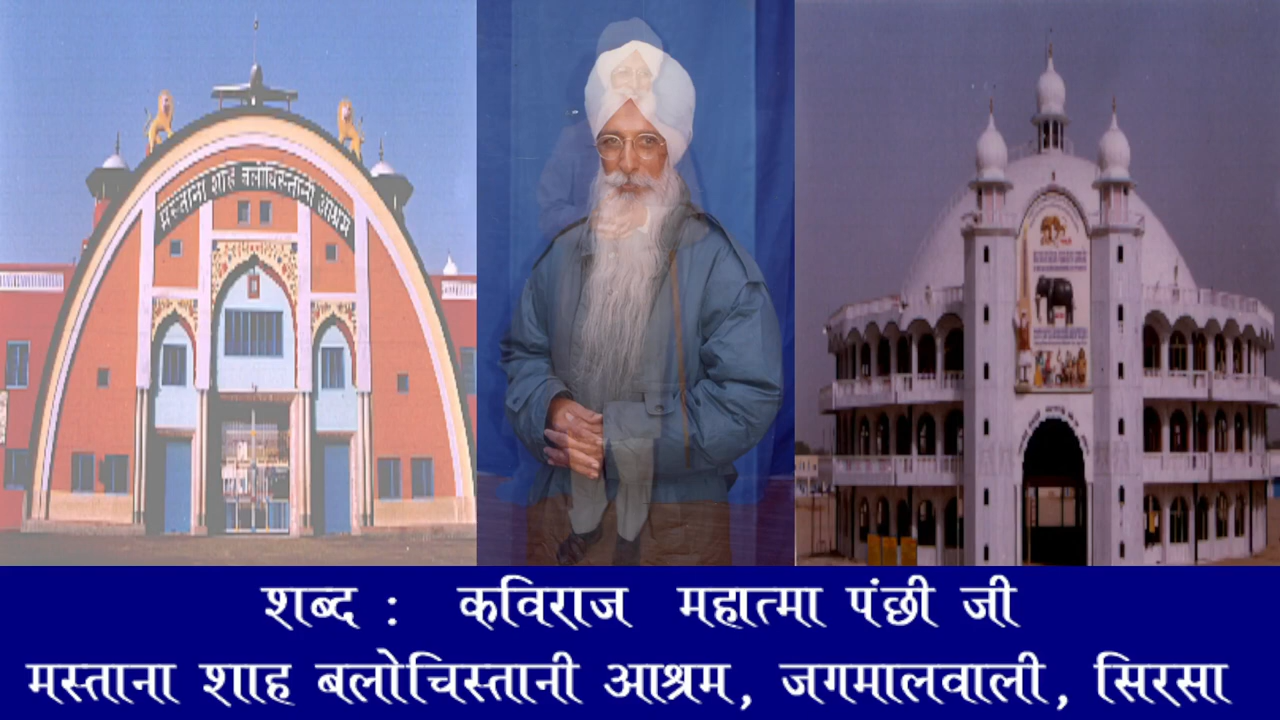 मस्ताना शाह बलोचिस्तानी आश्रम
शब्द : कविराज महात्मा पंछी जी
मस्ताना शाह बलोचिस्तानी आश्रम, जगमालवाली, सिरसा